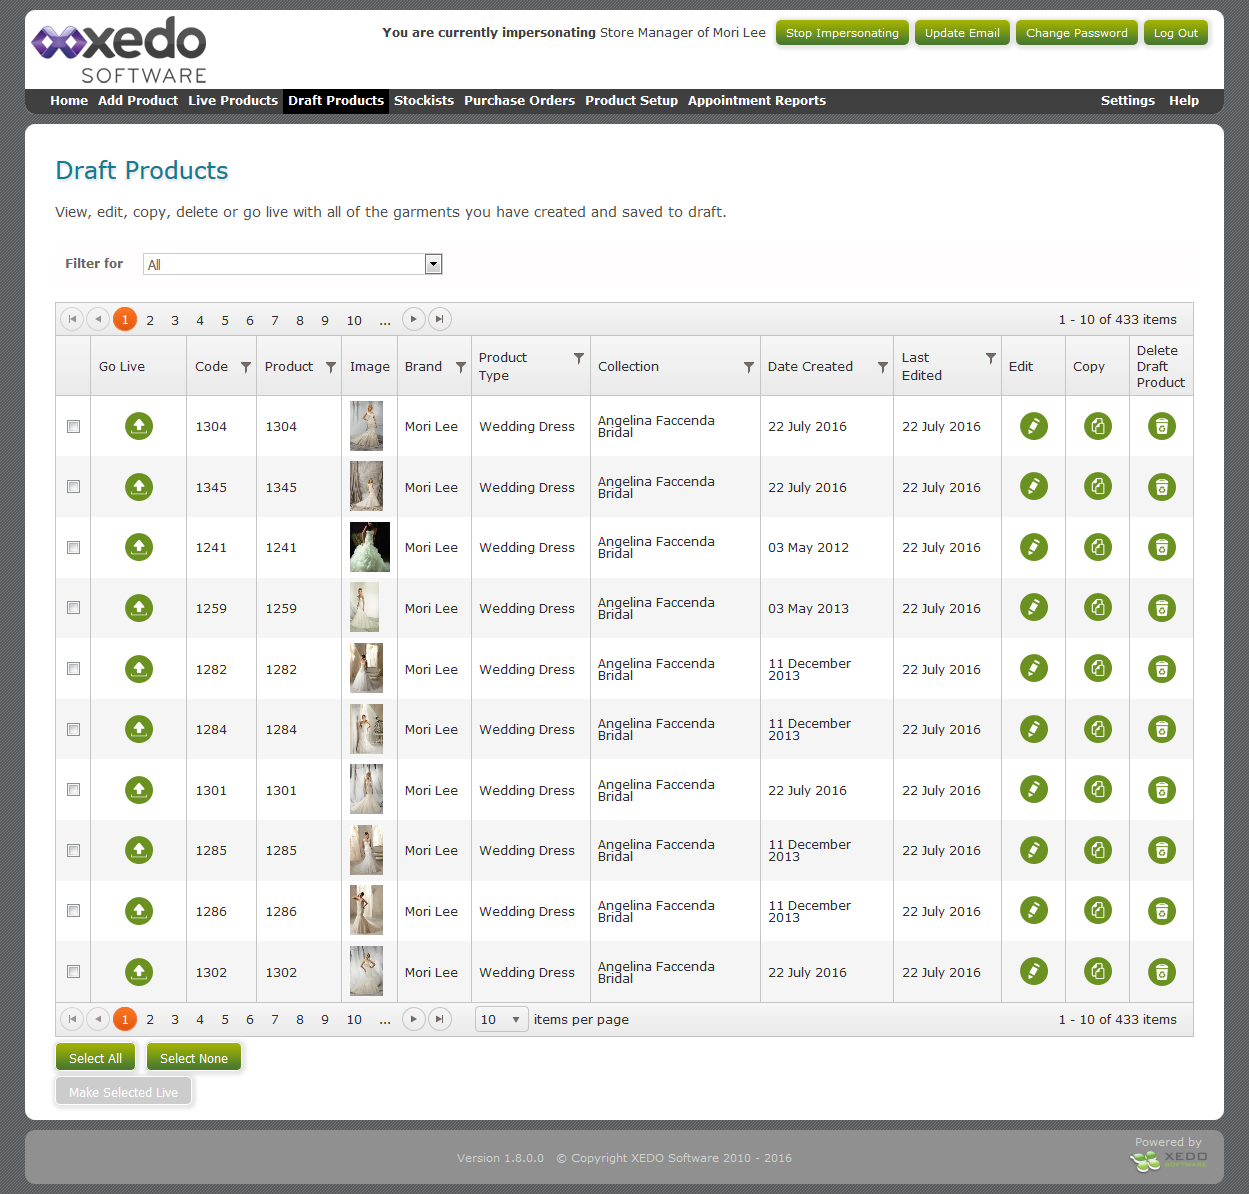 xedo
SOFTWARE
You are currently impersonating Store Manager of Mori Lee
Stop Impersonating Update Email Change Password Log Out
Home Add Product Live Products Draft Products Stockists Purchase Orders Product Setup Appointment Reports Settings Help
Draft Products
View, edit, copy, delete or go live with all of the garments you have created and saved to draft.
Filter for All
1 2 3 4 5 6 7 8 9 10 ... 1 - 10 of 433 items
Go Live Code Product Image Brand Product Type Collection Date Created Last Edited Edit Copy Delete Draft Product
1304 1304 Mori Lee Wedding Dress Angelina Faccenda Bridal 22 July 2016 22 July 2016
1345 1345 Mori Lee Wedding Dress Angelina Faccenda Bridal 22 July 2016 22 July 2016
1241 1241 Mori Lee Wedding Dress Angelina Faccenda Bridal 03 May 2012 22 July 2016
1259 1259 Mori Lee Wedding Dress Angelina Faccenda Bridal 03 May 2013 22 July 2016
1282 1282 Mori Lee Wedding Dress Angelina Faccenda Bridal 11 December 2013 22 July 2016
1284 1284 Mori Lee Wedding Dress Angelina Faccenda Bridal 11 December 2013 22 July 2016
1301 1301 Mori Lee Wedding Dress Angelina Faccenda Bridal 22 July 2016 22 July 2016
1285 1285 Mori Lee Wedding Dress Angelina Faccenda Bridal 11 December 2013 22 July 2016
1286 1286 Mori Lee Wedding Dress Angelina Faccenda Bridal 11 December 2013 22 July 2016
1302 1302 Mori Lee Wedding Dress Angelina Faccenda Bridal 22 July 2016 22 July 2016
1 2 3 4 5 6 7 8 9 10 ... 10 items per page 1 - 10 of 433 items
Select All Select None
Make Selected Live
Powered by
Version 1.8.0.0 © Copyright XEDO Software 2010 - 2016
XEDO
SOFTWARE